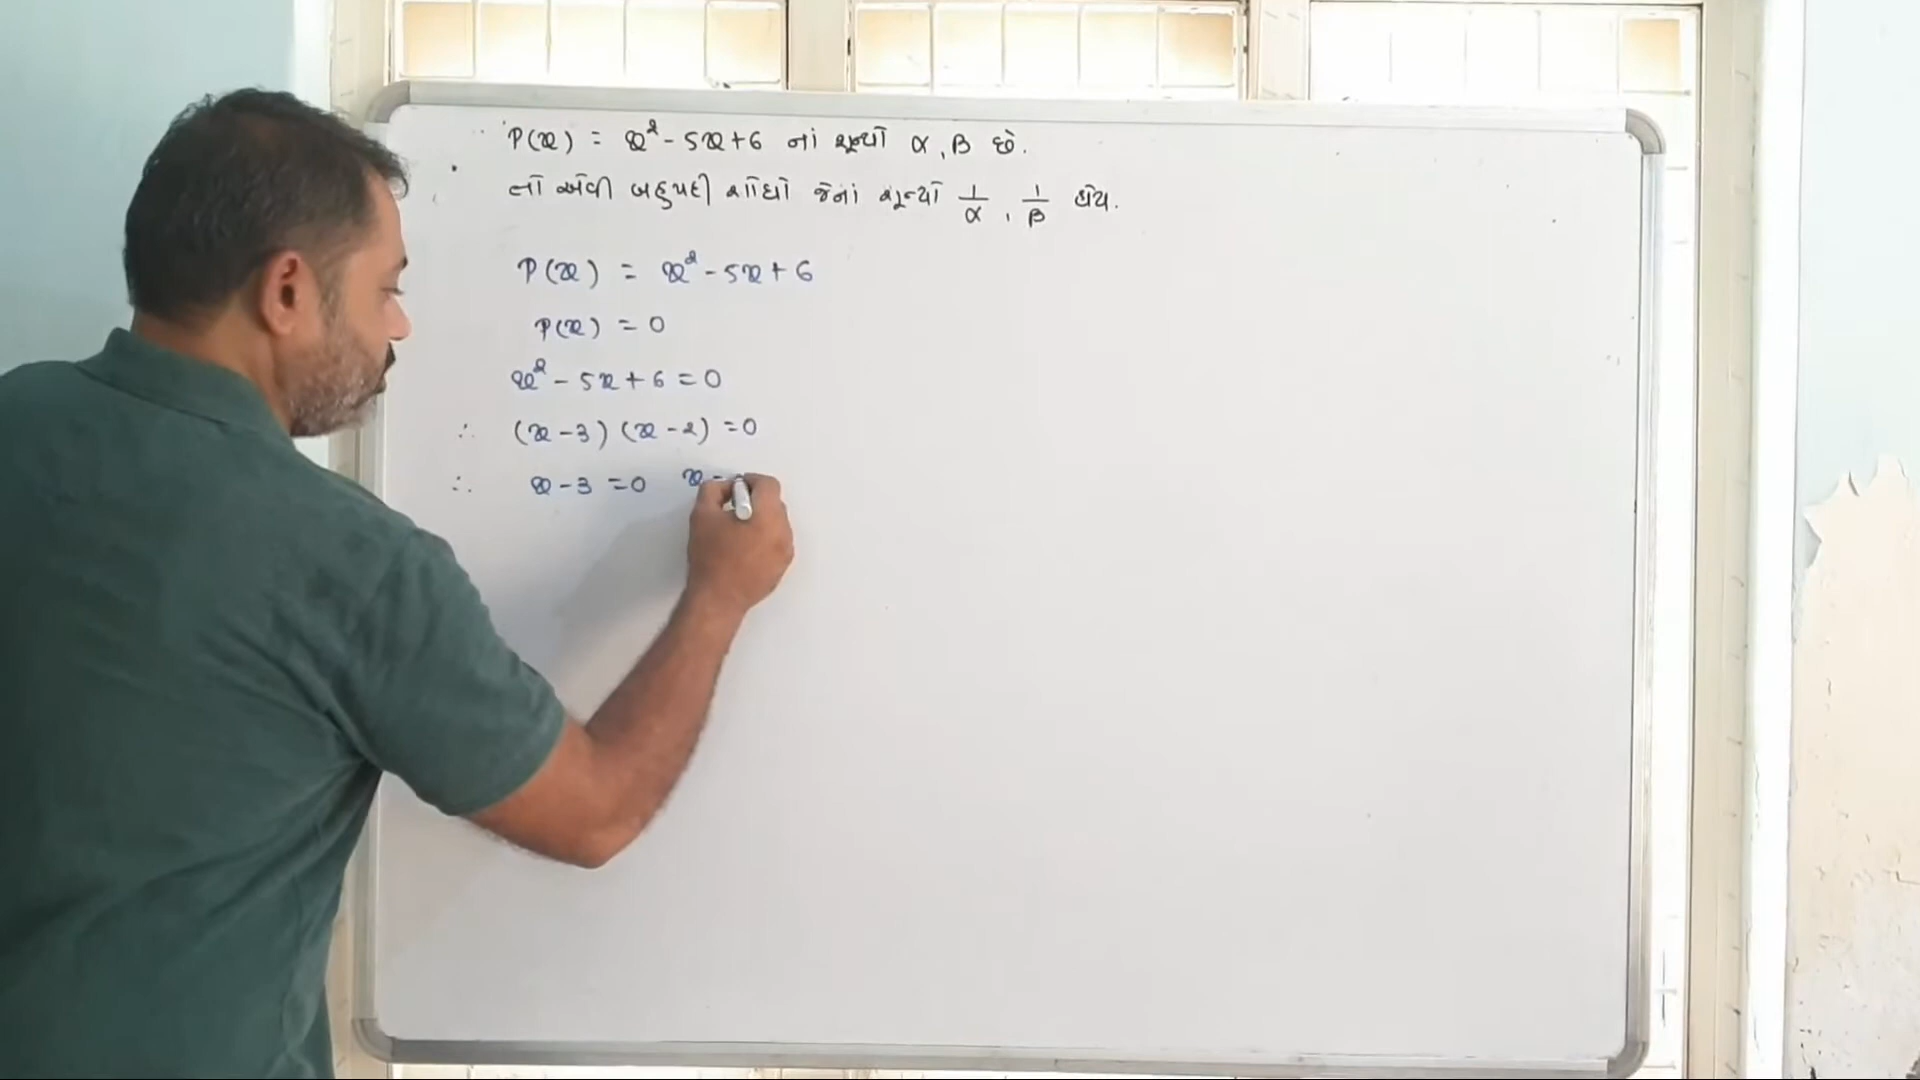 P(x) = x² - 5x + 6 નાં શૂન્યો α, β છે.
તો એવી બહુપદી શોધો જેનાં શૂન્યો 1/α, 1/β હોય.
P(x) = x² - 5x + 6
P(x) = 0
x² - 5x + 6 = 0
∴ (x - 3) (x - 2) = 0
∴ x - 3 = 0 x -